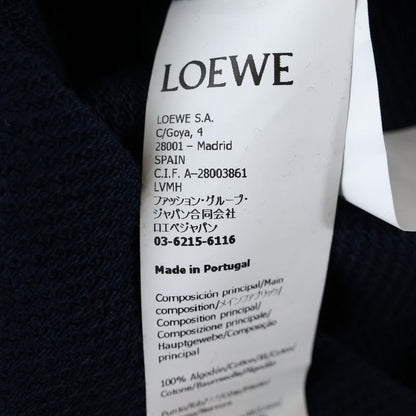 LOEWE
LOEWE S.A.
C/Goya, 4
28001 – Madrid
SPAIN
C.I.F. A-28003861
LVMH
ファッション・グループ・
ジャパン合同会社
ロエベジャパン
03-6215-6116
Made in Portugal
Composición principal/Main
composition/メインファブリック/
Composition principale/
Composizione principale/
Hauptgewebe/Composição
principal
100% Algodón/Cotton/綿/Coton/
Cotone/Baumwolle/Algodão